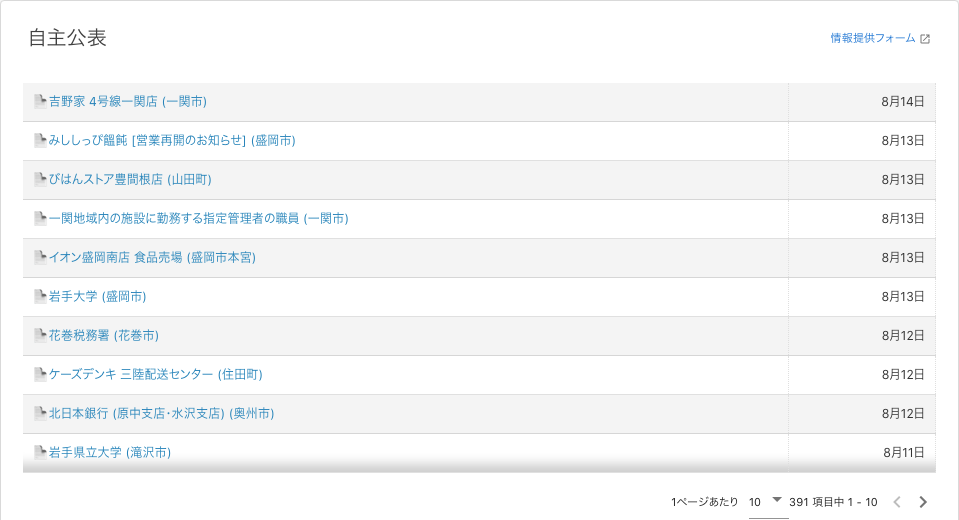 自主公表
情報提供フォーム
吉野家 4号線一関店 (一関市) 8月14日
みししっぴ饂飩 [営業再開のお知らせ] (盛岡市) 8月13日
びはんストア豊間根店 (山田町) 8月13日
一関地域内の施設に勤務する指定管理者の職員 (一関市) 8月13日
イオン盛岡南店 食品売場 (盛岡市本宮) 8月13日
岩手大学 (盛岡市) 8月13日
花巻税務署 (花巻市) 8月12日
ケーズデンキ 三陸配送センター (住田町) 8月12日
北日本銀行 (原中支店・水沢支店) (奥州市) 8月12日
岩手県立大学 (滝沢市) 8月11日
1ページあたり 10 391 項目中 1 - 10